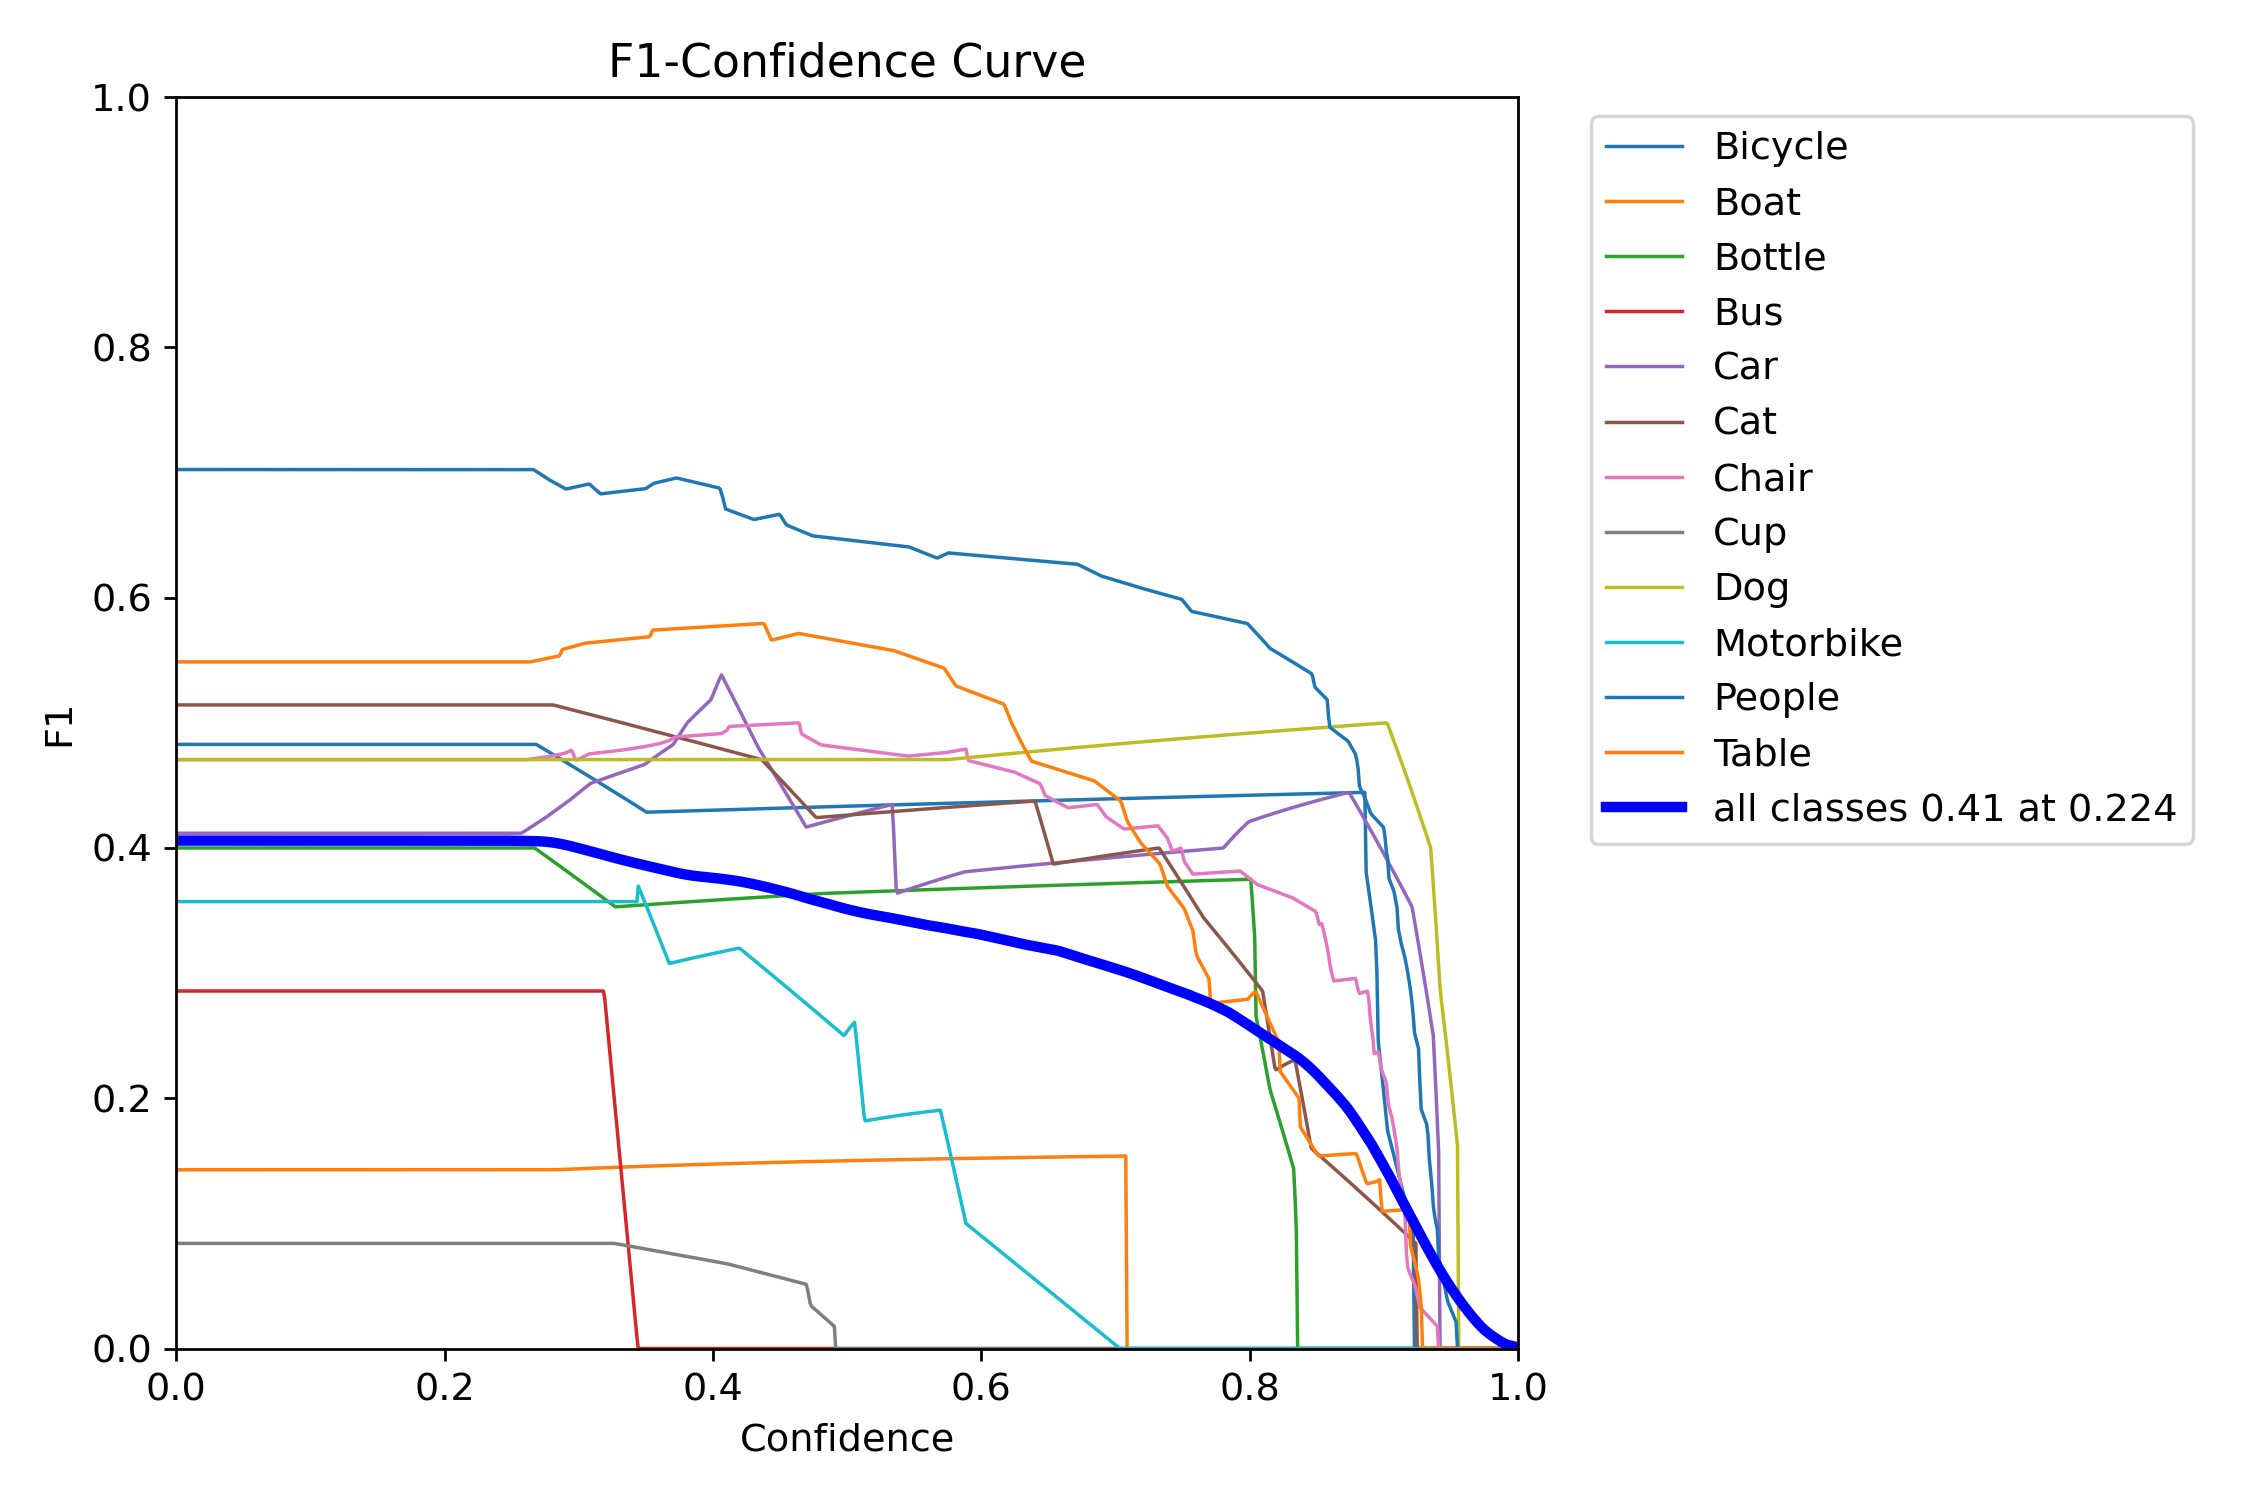 F1-Confidence Curve
1.0
0.8
0.6
0.4
0.2
0.0
F1
0.0 0.2 0.4 0.6 0.8 1.0
Confidence
Bicycle
Boat
Bottle
Bus
Car
Cat
Chair
Cup
Dog
Motorbike
People
Table
all classes 0.41 at 0.224